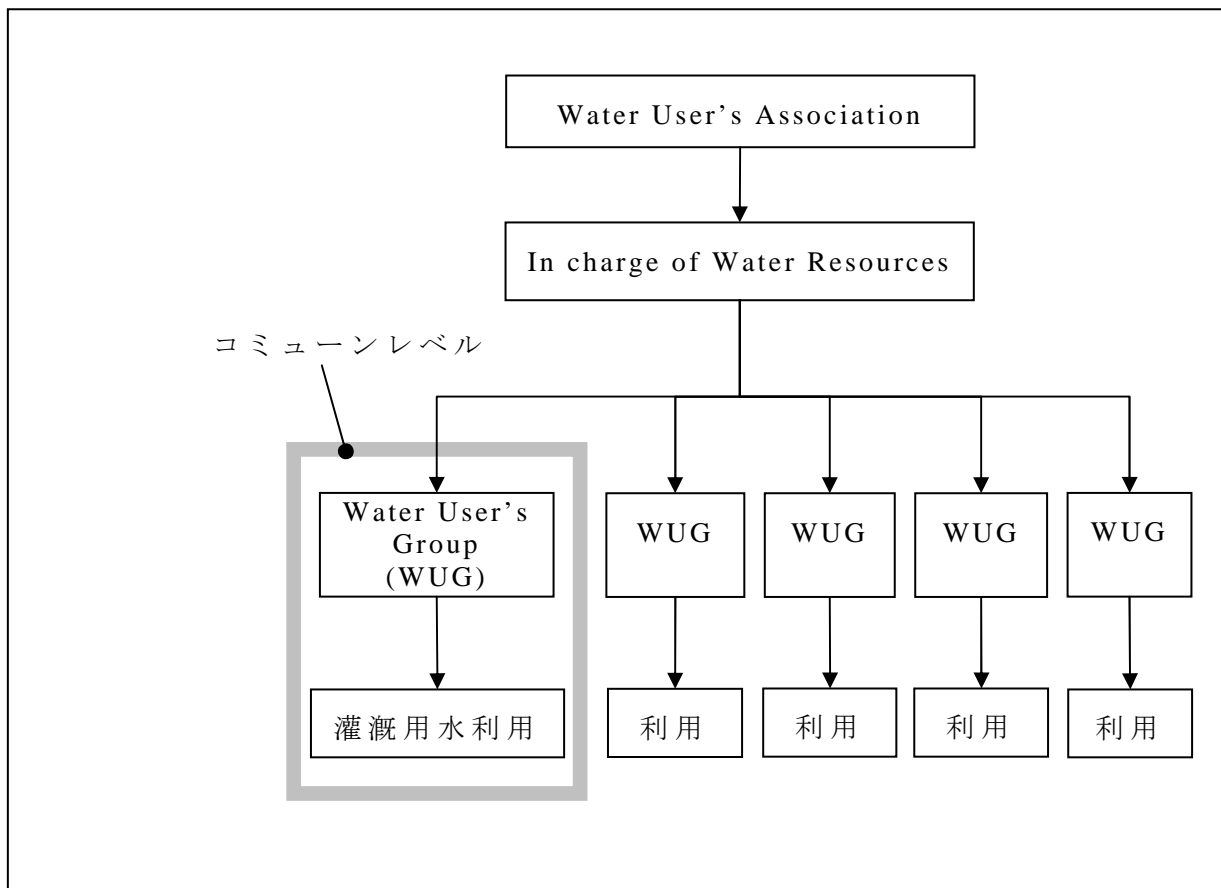 Water User’s Association
In charge of Water Resources
コミューンレベル
Water User’s
Group
(WUG)
WUG
WUG
WUG
WUG
灌漑用水利用
利用
利用
利用
利用